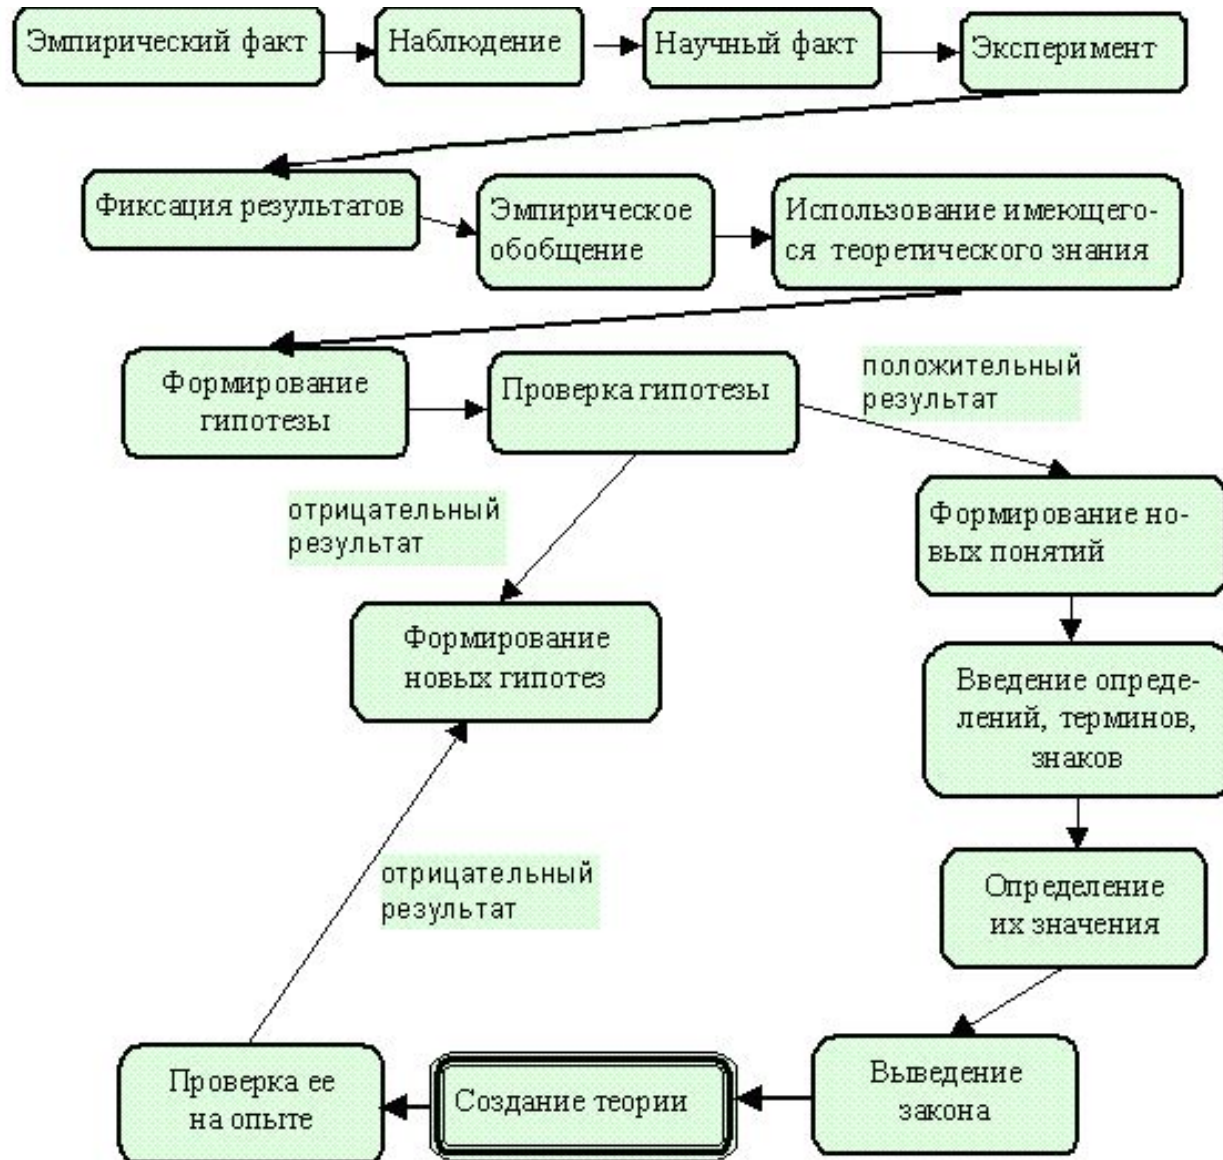 Эмпирический факт
Наблюдение
Научный факт
Эксперимент
Фиксация результатов
Эмпирическое
обобщение
Использование имеющего-
ся теоретического знания
Формирование
гипотезы
Проверка гипотезы
положительный
результат
отрицательный
результат
Формирование но-
вых понятий
Формирование
новых гипотез
Введение опреде-
лений, терминов,
знаков
отрицательный
результат
Определение
их значения
Выведение
закона
Создание теории
Проверка ее
на опыте